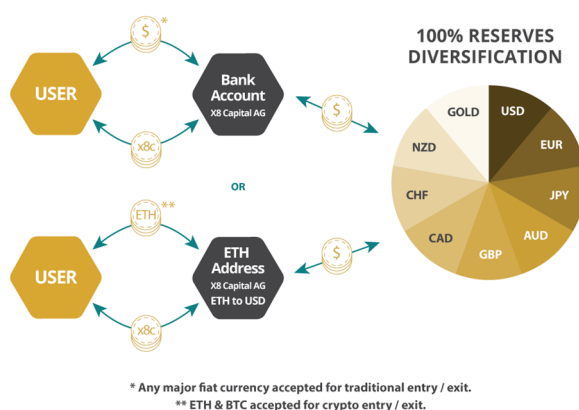 $ *
USER
Bank
Account
X8 Capital AG
x8c
$
OR
ETH **
USER
ETH
Address
X8 Capital AG
ETH to USD
x8c
$
100% RESERVES
DIVERSIFICATION
GOLD
USD
NZD
EUR
CHF
JPY
CAD
AUD
GBP
* Any major fiat currency accepted for traditional entry / exit.
** ETH & BTC accepted for crypto entry / exit.